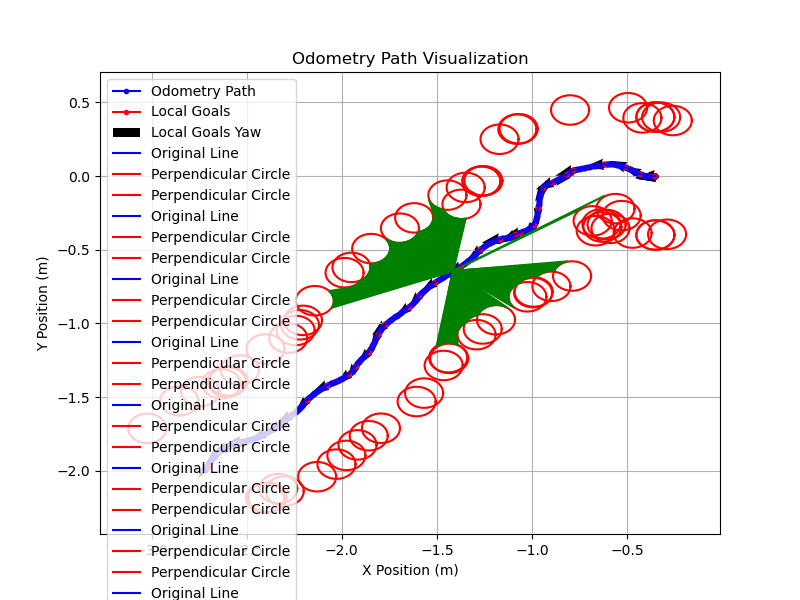 Odometry Path Visualization
Odometry Path
Local Goals
Local Goals Yaw
Original Line
Perpendicular Circle
Perpendicular Circle
Original Line
Perpendicular Circle
Perpendicular Circle
Original Line
Perpendicular Circle
Perpendicular Circle
Original Line
Perpendicular Circle
Perpendicular Circle
Original Line
Perpendicular Circle
Perpendicular Circle
Original Line
Perpendicular Circle
Perpendicular Circle
Original Line
Perpendicular Circle
Perpendicular Circle
Original Line
0.5
0.0
−0.5
−1.0
−1.5
−2.0
Y Position (m)
−2.0 −1.5 −1.0 −0.5
X Position (m)